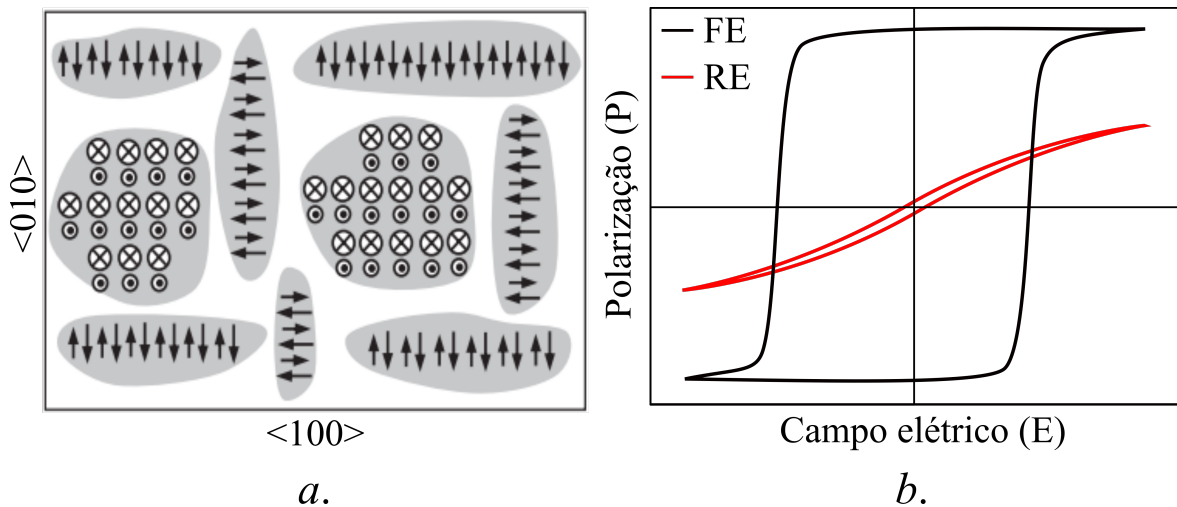 <010>
<100>
a.
FE
RE
Polarização (P)
Campo elétrico (E)
b.